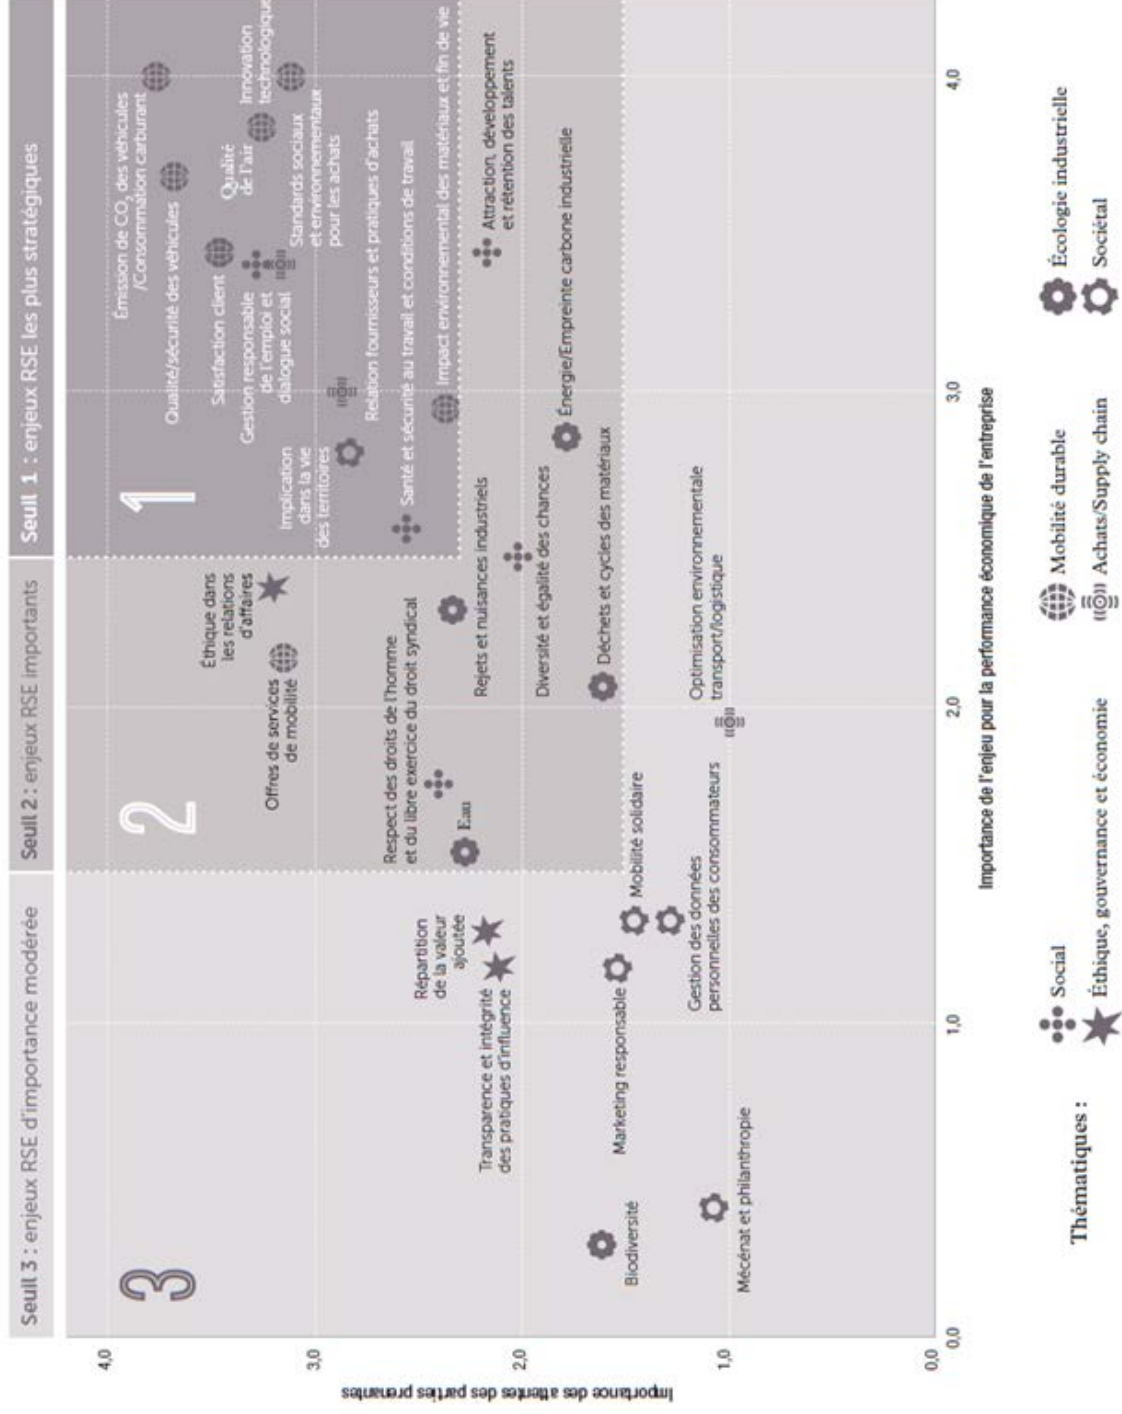 Seuil 3 : enjeux RSE d'importance modérée
Seuil 2 : enjeux RSE importants
Seuil 1 : enjeux RSE les plus stratégiques
3
2
1
Émission de CO2 des véhicules
/Consommation carburant
Qualité/sécurité des véhicules
Innovation
technologique
Qualité
de l'air
Satisfaction client
Gestion responsable
de l'emploi et
dialogue social
Standards sociaux
et environnementaux
pour les achats
Implication
dans la vie
des territoires
Relation fournisseurs et pratiques d'achats
Santé et sécurité au travail et conditions de travail
Impact environnemental des matériaux et fin de vie
Éthique dans
les relations
d'affaires
Offres de services
de mobilité
Respect des droits de l'homme
et du libre exercice du droit syndical
Eau
Rejets et nuisances industriels
Attraction, développement
et rétention des talents
Diversité et égalité des chances
Énergie/Empreinte carbone industrielle
Déchets et cycles des matériaux
Répartition
de la valeur
ajoutée
Transparence et intégrité
des pratiques d'influence
Marketing responsable
Mobilité solidaire
Gestion des données
personnelles des consommateurs
Optimisation environnementale
transport/logistique
Biodiversité
Mécénat et philanthropie
4,0
3,0
2,0
1,0
0,0
Importance des attentes des parties prenantes
0,0
1,0
2,0
3,0
4,0
Importance de l'enjeu pour la performance économique de l'entreprise
Thématiques :
Social
Mobilité durable
Écologie industrielle
Éthique, gouvernance et économie
Achats/Supply chain
Sociétal